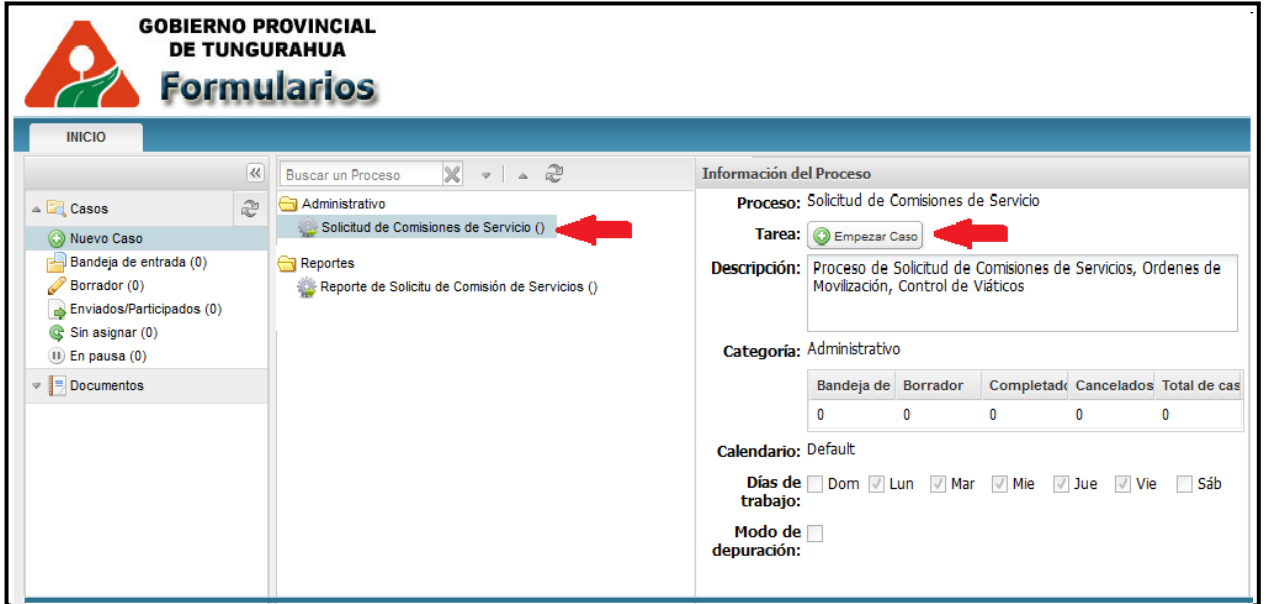 GOBIERNO PROVINCIAL
DE TUNGURAHUA
Formularios
INICIO
Casos
Nuevo Caso
Bandeja de entrada (0)
Borrador (0)
Enviados/Participados (0)
Sin asignar (0)
En pausa (0)
Documentos
Buscar un Proceso
Administrativo
Solicitud de Comisiones de Servicio ()
Reportes
Reporte de Solicitu de Comisión de Servicios ()
Información del Proceso
Proceso: Solicitud de Comisiones de Servicio
Tarea: Empezar Caso
Descripción: Proceso de Solicitud de Comisiones de Servicios, Ordenes de
Movilización, Control de Viáticos
Categoría: Administrativo
Bandeja de Borrador Completado Cancelados Total de cas
0 0 0 0 0
Calendario: Default
Días de trabajo: Dom Lun Mar Mie Jue Vie Sáb
Modo de
depuración: